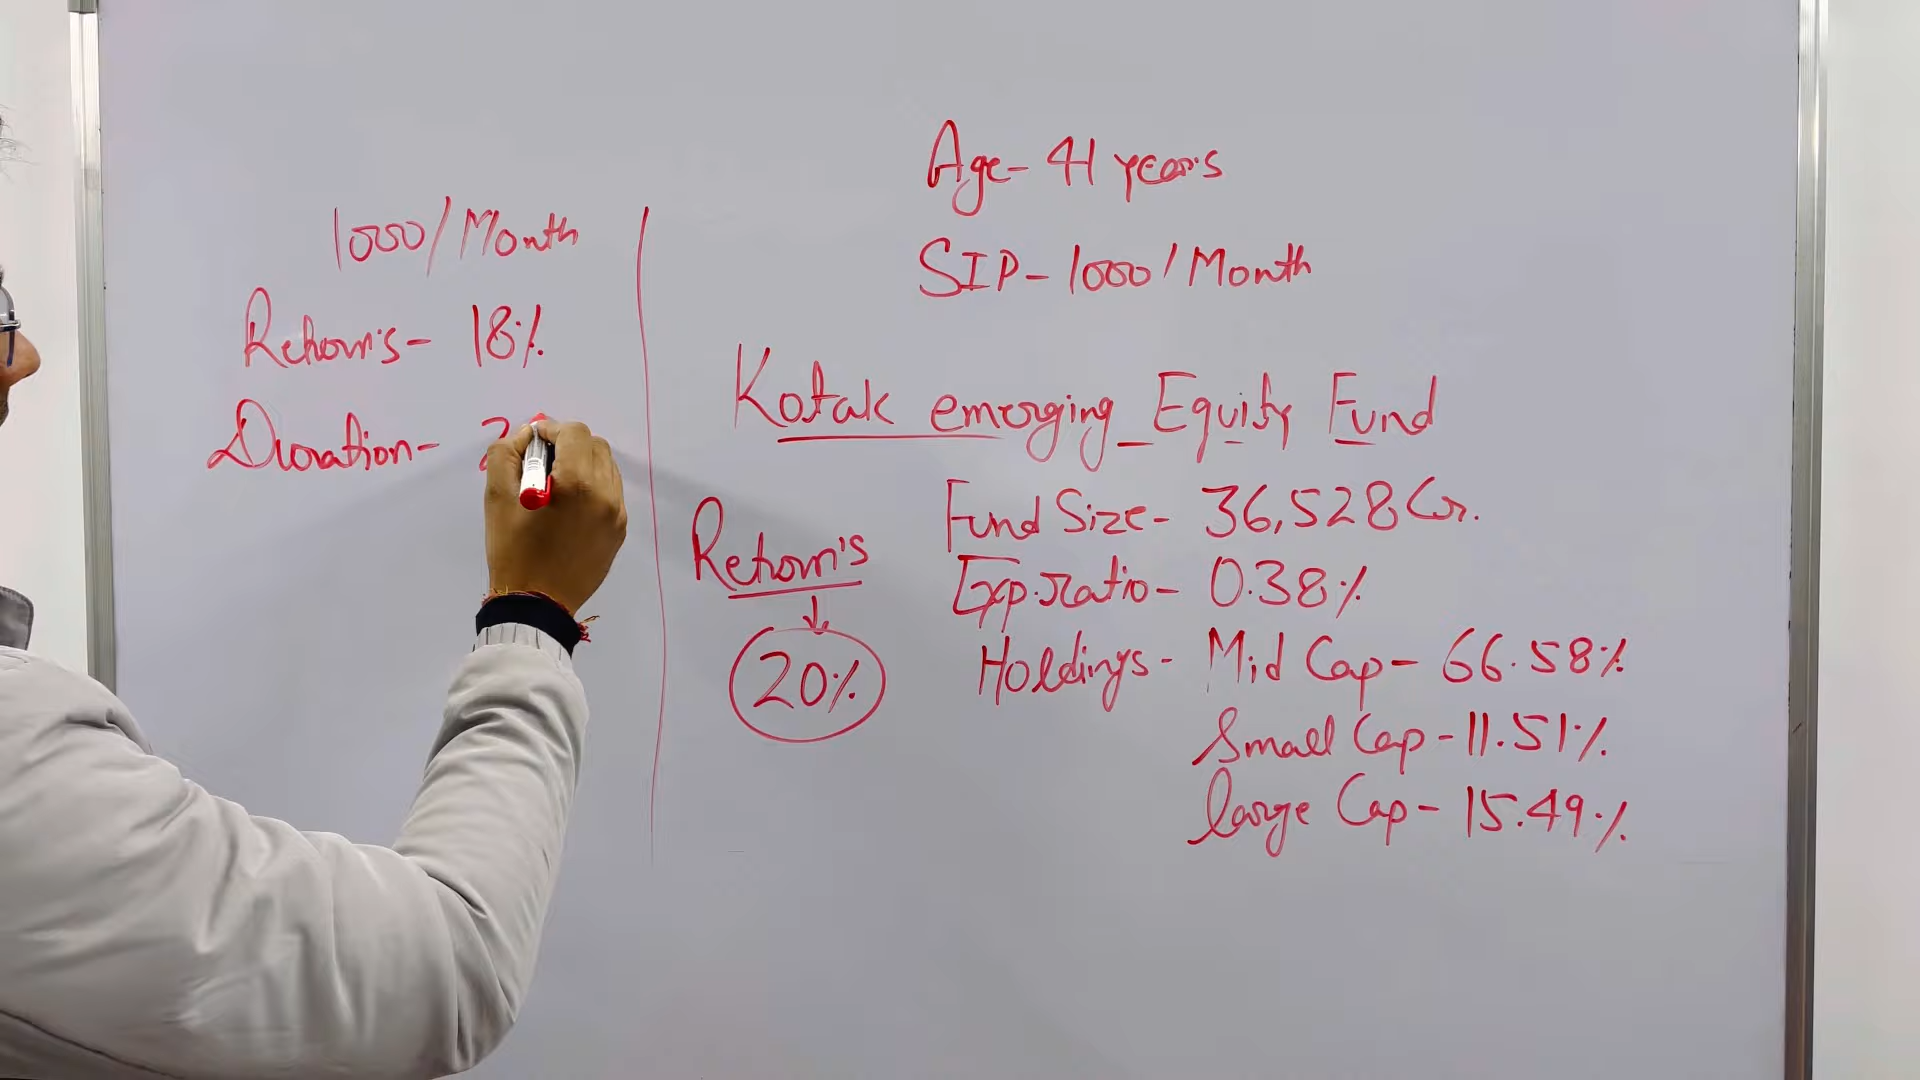 1000/Month
Returns- 18%
Duration- 2
Age- 41 years
SIP- 1000/Month
Kotak emerging Equity Fund
Return's
20%
Fund Size- 36,528 Cr.
Exp. ratio- 0.38%
Holdings- Mid Cap- 66.58%
Small Cap- 11.51%
large Cap- 15.49%